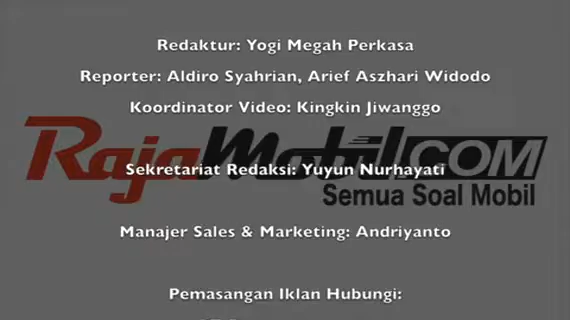 Redaktur: Yogi Megah Perkasa
Reporter: Aldiro Syahrian, Arief Aszhari Widodo
Koordinator Video: Kingkin Jiwanggo
RajaMobil.COM
Sekretariat Redaksi: Yuyun Nurhayati
Semua Soal Mobil
Manajer Sales & Marketing: Andriyanto
Pemasangan Iklan Hubungi: